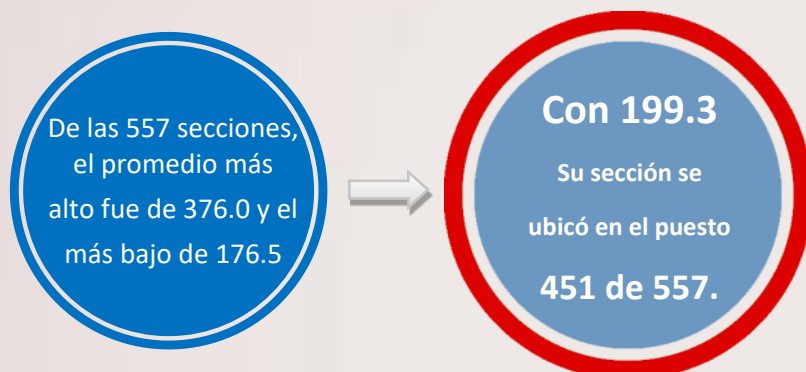 De las 557 secciones,
el promedio más
alto fue de 376.0 y el
más bajo de 176.5
Con 199.3
Su sección se
ubicó en el puesto
451 de 557.